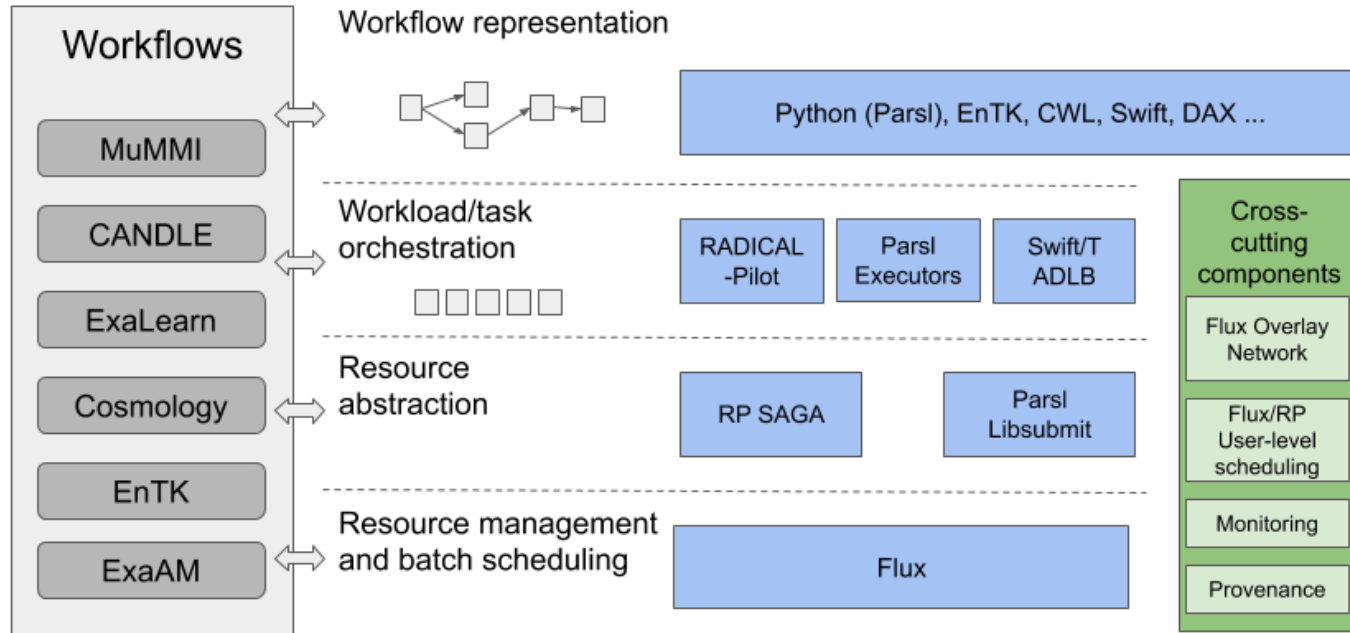 Workflows
MuMMI
CANDLE
ExaLearn
Cosmology
EnTK
ExaAM
Workflow representation
Python (Parsl), EnTK, CWL, Swift, DAX ...
Workload/task
orchestration
RADICAL
-Pilot
Parsl
Executors
Swift/T
ADLB
Resource
abstraction
RP SAGA
Parsl
Libsubmit
Resource management
and batch scheduling
Flux
Cross-
cutting
components
Flux Overlay
Network
Flux/RP
User-level
scheduling
Monitoring
Provenance